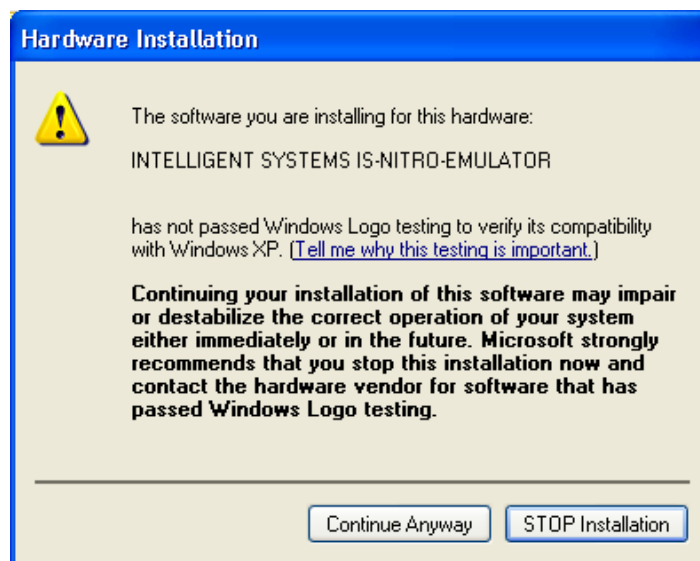 Hardware Installation
The software you are installing for this hardware:
INTELLIGENT SYSTEMS IS-NITRO-EMULATOR
has not passed Windows Logo testing to verify its compatibility
with Windows XP. (Tell me why this testing is important.)
Continuing your installation of this software may impair
or destabilize the correct operation of your system
either immediately or in the future. Microsoft strongly
recommends that you stop this installation now and
contact the hardware vendor for software that has
passed Windows Logo testing.
Continue Anyway STOP Installation